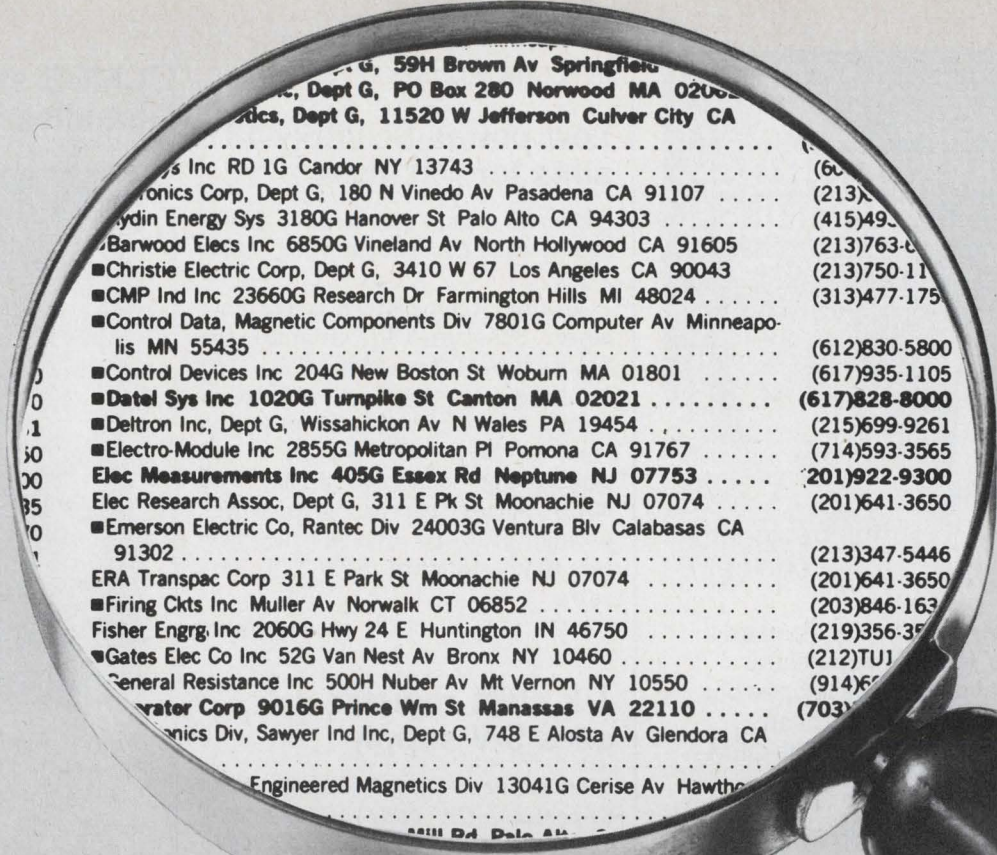 G, 59H Brown Av Springfield
Dept G, PO Box 280 Norwood MA
Dept G, 11520 W Jefferson Culver City CA
Inc RD 1G Candor NY 13743 .......... (60
Corp, Dept G, 180 N Vinedo Av Pasadena CA 91107 ...... (213)
Energy Sys 3180G Hanover St Palo Alto CA 94303 ........ (415)49
Barwood Elecs Inc 6850G Vineland Av North Hollywood CA 91605 (213)763-
■Christie Electric Corp, Dept G, 3410 W 67 Los Angeles CA 90043 (213)750-11
■CMP Ind Inc 23660G Research Dr Farmington Hills MI 48024 ...... (313)477-175
■Control Data, Magnetic Components Div 7801G Computer Av Minneapo-
lis MN 55435 .......... (612)830-5800
■Control Devices Inc 204G New Boston St Woburn MA 01801 ...... (617)935-1105
■Datel Sys Inc 1020G Turnpike St Canton MA 02021 ......... (617)828-8000
■Deltron Inc, Dept G, Wissahickon Av N Wales PA 19454 .......... (215)699-9261
■Electro-Module Inc 2855G Metropolitan Pl Pomona CA 91767 ...... (714)593-3565
Elec Measurements Inc 405G Essex Rd Neptune NJ 07753 ..... 201)922-9300
Elec Research Assoc, Dept G, 311 E Pk St Moonachie NJ 07074 ...... (201)641-3650
■Emerson Electric Co, Rantec Div 24003G Ventura Blv Calabasas CA
91302 .......... (213)347-5446
ERA Transpac Corp 311 E Park St Moonachie NJ 07074 .......... (201)641-3650
■Firing Ckts Inc Muller Av Norwalk CT 06852 .......... (203)846-163
Fisher Engrg, Inc 2060G Hwy 24 E Huntington IN 46750 .......... (219)356-35
■Gates Elec Co Inc 52G Van Nest Av Bronx NY 10460 .......... (212)TU1
General Resistance Inc 500H Nuber Av Mt Vernon NY 10550 ...... (914)6
Corp 9016G Prince Wm St Manassas VA 22110 ..... (703)
Div, Sawyer Ind Inc, Dept G, 748 E Alosta Av Glendora CA
Engineered Magnetics Div 13041G Cerise Av
Mill Rd Palo